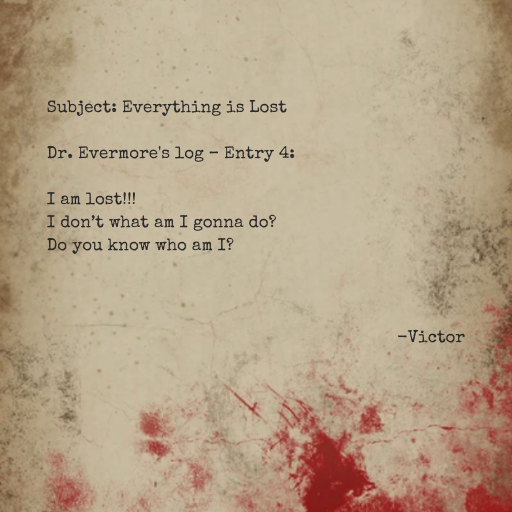 Subject: Everything is Lost
Dr. Evermore's log - Entry 4:
I am lost!!!
I don't what am I gonna do?
Do you know who am I?
-Victor